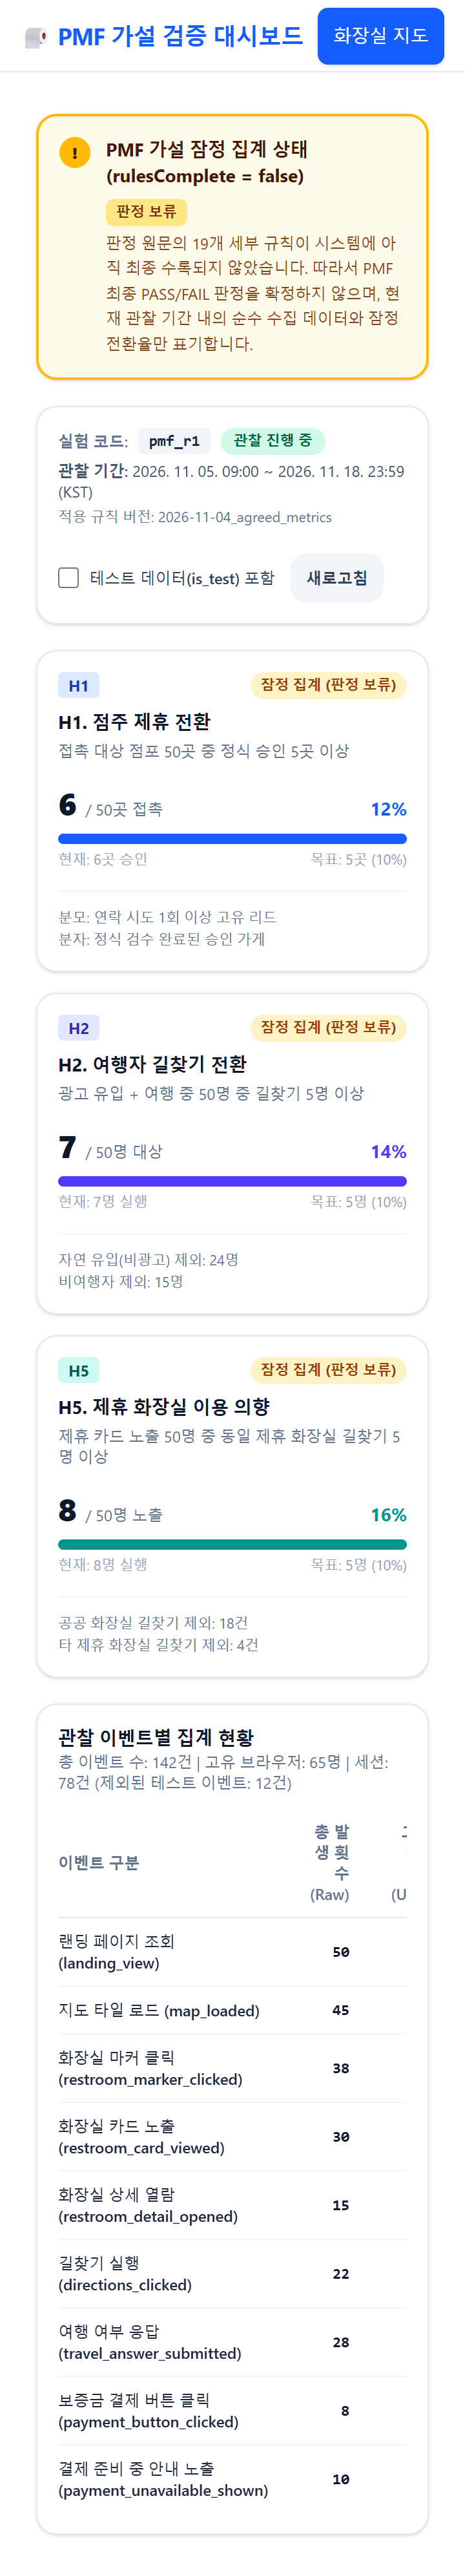 PMF 가설 검증 대시보드
화장실 지도
!
PMF 가설 잠정 집계 상태
(rulesComplete = false)
판정 보류
판정 원문의 19개 세부 규칙이 시스템에 아
직 최종 수록되지 않았습니다. 따라서 PMF
최종 PASS/FAIL 판정을 확정하지 않으며, 현
재 관찰 기간 내의 순수 수집 데이터와 잠정
전환율만 표기합니다.
실험 코드: pmf_r1 관찰 진행 중
관찰 기간: 2026. 11. 05. 09:00 ~ 2026. 11. 18. 23:59
(KST)
적용 규칙 버전: 2026-11-04_agreed_metrics
테스트 데이터(is_test) 포함 새로고침
H1 잠정 집계 (판정 보류)
H1. 점주 제휴 전환
접촉 대상 점포 50곳 중 정식 승인 5곳 이상
6 / 50곳 접촉 12%
현재: 6곳 승인 목표: 5곳 (10%)
분모: 연락 시도 1회 이상 고유 리드
분자: 정식 검수 완료된 승인 가게
H2 잠정 집계 (판정 보류)
H2. 여행자 길찾기 전환
광고 유입 + 여행 중 50명 중 길찾기 5명 이상
7 / 50명 대상 14%
현재: 7명 실행 목표: 5명 (10%)
자연 유입(비광고) 제외: 24명
비여행자 제외: 15명
H5 잠정 집계 (판정 보류)
H5. 제휴 화장실 이용 의향
제휴 카드 노출 50명 중 동일 제휴 화장실 길찾기 5
명 이상
8 / 50명 노출 16%
현재: 8명 실행 목표: 5명 (10%)
공공 화장실 길찾기 제외: 18건
타 제휴 화장실 길찾기 제외: 4건
관찰 이벤트별 집계 현황
총 이벤트 수: 142건 | 고유 브라우저: 65명 | 세션:
78건 (제외된 테스트 이벤트: 12건)
이벤트 구분
총 발
생 횟
수
(Raw) (U
랜딩 페이지 조회
(landing_view) 50
지도 타일 로드 (map_loaded) 45
화장실 마커 클릭
(restroom_marker_clicked) 38
화장실 카드 노출
(restroom_card_viewed) 30
화장실 상세 열람
(restroom_detail_opened) 15
길찾기 실행
(directions_clicked) 22
여행 여부 응답
(travel_answer_submitted) 28
보증금 결제 버튼 클릭
(payment_button_clicked) 8
결제 준비 중 안내 노출
(payment_unavailable_shown) 10